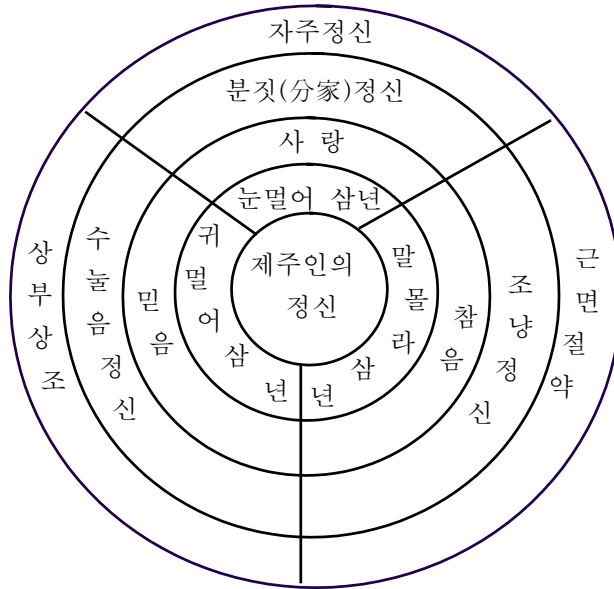 자주정신
분짓(分家)정신
사 랑
눈멀어 삼년
제주인의
정신
귀멀어삼년
믿음
수눌음정신
상부상조
말몰라삼년
참음
조냥정신
근면절약